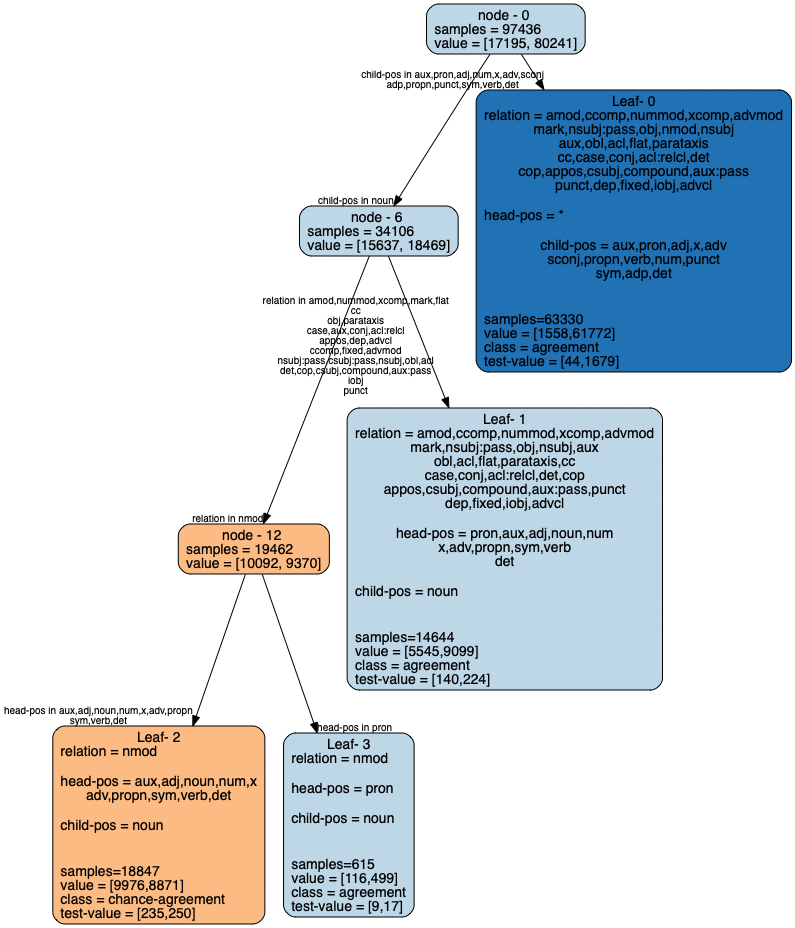 node - 0
samples = 97436
value = [17195, 80241]
child-pos in aux,pron,adj,num,x,adv,sconj
adp,propn,punct,sym,verb,det
Leaf- 0
relation = amod,ccomp,nummod,xcomp,advmod
mark,nsubj:pass,obj,nmod,nsubj
aux,obl,acl,flat,parataxis
cc,case,conj,acl:relcl,det
cop,appos,csubj,compound,aux:pass
punct,dep,fixed,iobj,advcl
head-pos = *
child-pos = aux,pron,adj,x,adv
sconj,propn,verb,num,punct
sym,adp,det
samples=63330
value = [1558,61772]
class = agreement
test-value = [44,1679]
child-pos in noun
node - 6
samples = 34106
value = [15637, 18469]
relation in amod,nummod,xcomp,mark,flat
cc
obj,parataxis
case,aux,conj,acl:relcl
appos,dep,advcl
ccomp,fixed,advmod
nsubj:pass,csubj:pass,nsubj,obl,acl
det,cop,csubj,compound,aux:pass
iobj
punct
Leaf- 1
relation = amod,ccomp,nummod,xcomp,advmod
mark,nsubj:pass,obj,nsubj,aux
obl,acl,flat,parataxis,cc
case,conj,acl:relcl,det,cop
appos,csubj,compound,aux:pass,punct
dep,fixed,iobj,advcl
head-pos = pron,aux,adj,noun,num
x,adv,propn,sym,verb
det
child-pos = noun
samples=14644
value = [5545,9099]
class = agreement
test-value = [140,224]
relation in nmod
node - 12
samples = 19462
value = [10092, 9370]
head-pos in aux,adj,noun,num,x,adv,propn
sym,verb,det
Leaf- 2
relation = nmod
head-pos = aux,adj,noun,num,x
adv,propn,sym,verb,det
child-pos = noun
samples=18847
value = [9976,8871]
class = chance-agreement
test-value = [235,250]
head-pos in pron
Leaf- 3
relation = nmod
head-pos = pron
child-pos = noun
samples=615
value = [116,499]
class = agreement
test-value = [9,17]